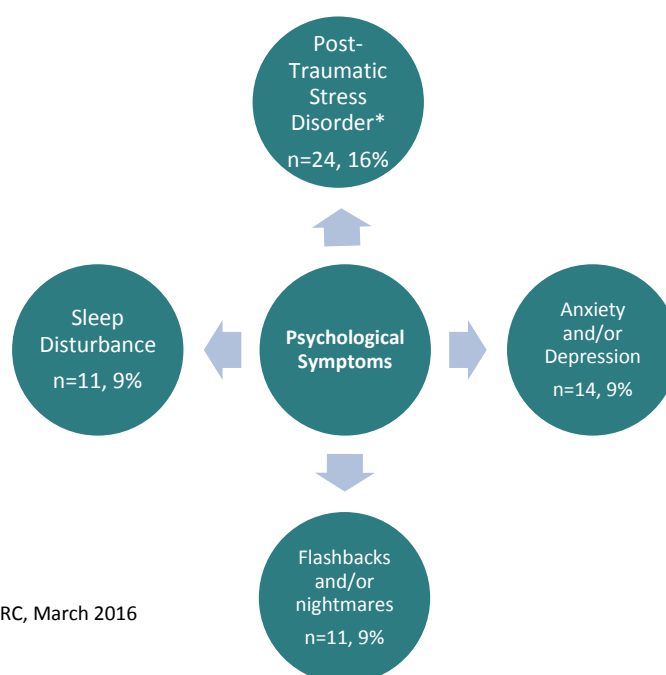 Post-
Traumatic
Stress
Disorder*
n=24, 16%
Sleep
Disturbance
n=11, 9%
Psychological
Symptoms
Anxiety
and/or
Depression
n=14, 9%
Flashbacks
and/or
nightmares
n=11, 9%
RC, March 2016